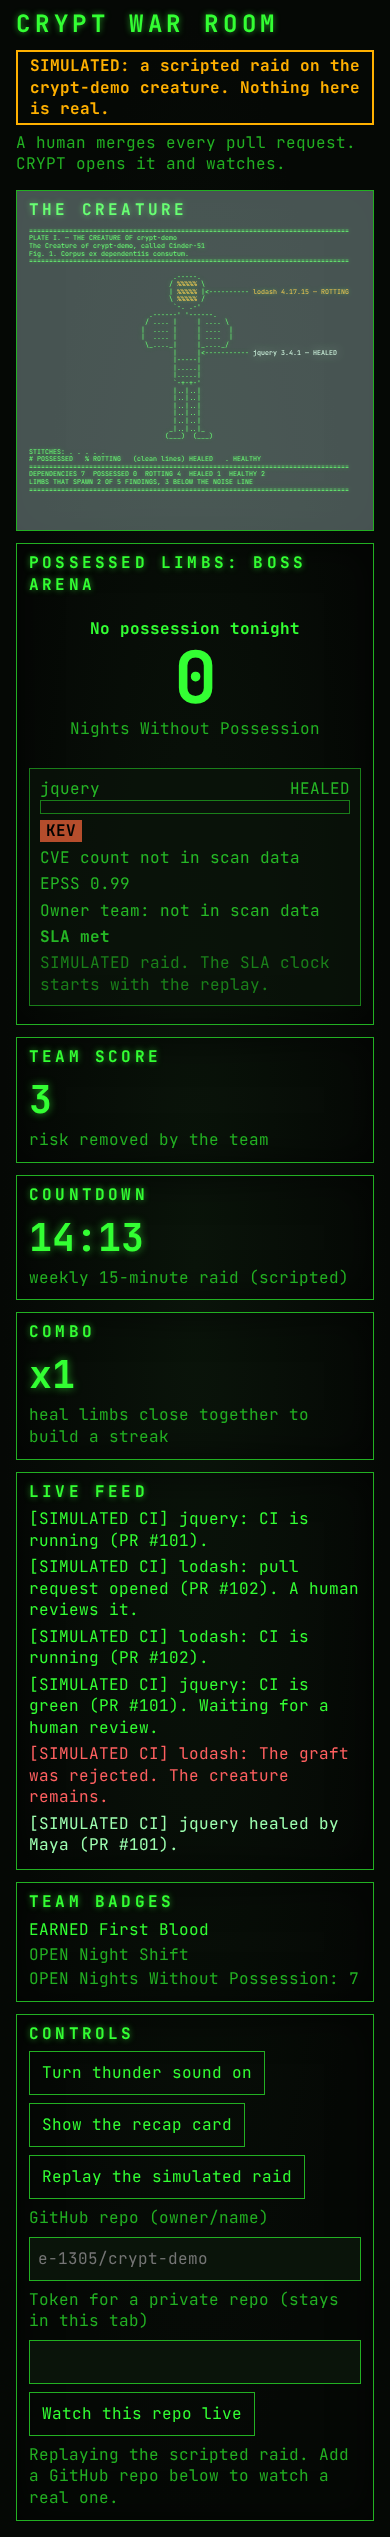 CRYPT WAR ROOM
SIMULATED: a scripted raid on the
crypt-demo creature. Nothing here
is real.
A human merges every pull request.
CRYPT opens it and watches.
THE CREATURE
PLATE I. — THE CREATURE OF crypt-demo
The Creature of crypt-demo, called Cinder-51
Fig. 1. Corpus ex dependentiis consutum.
lodash 4.17.15 — ROTTING
jquery 3.4.1 — HEALED
STITCHES: . . . . .
# POSSESSED % ROTTING (clean lines) HEALED . HEALTHY
DEPENDENCIES 7 POSSESSED 0 ROTTING 4 HEALED 1 HEALTHY 2
LIMBS THAT SPAWN 2 OF 5 FINDINGS, 3 BELOW THE NOISE LINE
POSSESSED LIMBS: BOSS
ARENA
No possession tonight
0
Nights Without Possession
jquery HEALED
KEV
CVE count not in scan data
EPSS 0.99
Owner team: not in scan data
SLA met
SIMULATED raid. The SLA clock
starts with the replay.
TEAM SCORE
3
risk removed by the team
COUNTDOWN
14:13
weekly 15-minute raid (scripted)
COMBO
x1
heal limbs close together to
build a streak
LIVE FEED
[SIMULATED CI] jquery: CI is
running (PR #101).
[SIMULATED CI] lodash: pull
request opened (PR #102). A human
reviews it.
[SIMULATED CI] lodash: CI is
running (PR #102).
[SIMULATED CI] jquery: CI is
green (PR #101). Waiting for a
human review.
[SIMULATED CI] lodash: The graft
was rejected. The creature
remains.
[SIMULATED CI] jquery healed by
Maya (PR #101).
TEAM BADGES
EARNED First Blood
OPEN Night Shift
OPEN Nights Without Possession: 7
CONTROLS
Turn thunder sound on
Show the recap card
Replay the simulated raid
GitHub repo (owner/name)
e-1305/crypt-demo
Token for a private repo (stays
in this tab)
Watch this repo live
Replaying the scripted raid. Add
a GitHub repo below to watch a
real one.